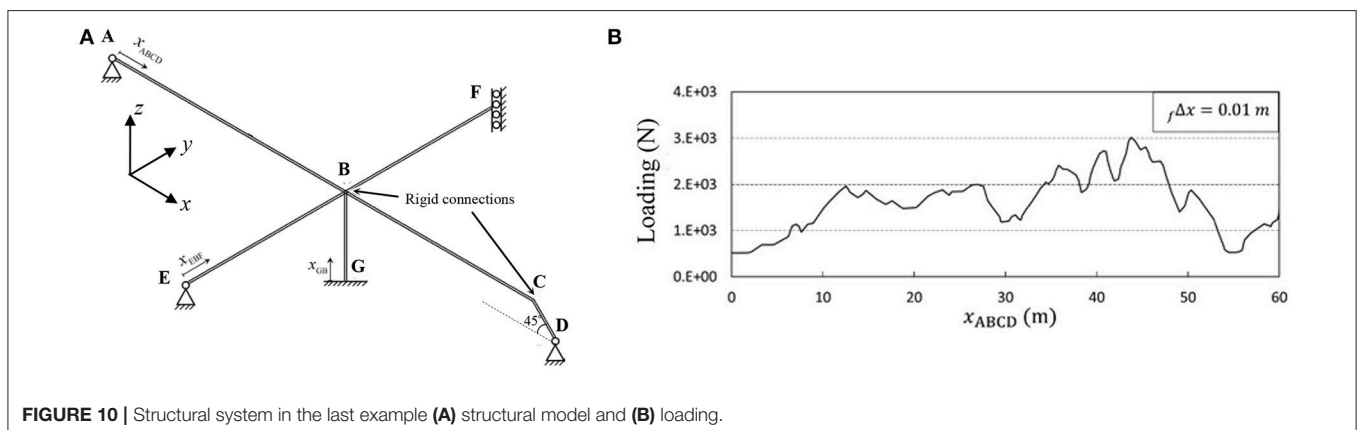 A
A
x_ABCD
F
z
y
x
B
Rigid connections
E
x_EBF
x_GB
G
C
45°
D
B
Loading (N)
4.E+03
3.E+03
2.E+03
1.E+03
0.E+00
fΔx = 0.01 m
0 10 20 30 40 50 60
x_ABCD (m)
FIGURE 10 | Structural system in the last example (A) structural model and (B) loading.